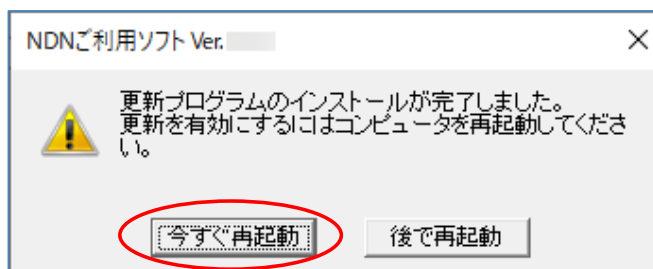 NDNご利用ソフト Ver.
更新プログラムのインストールが完了しました。
更新を有効にするにはコンピュータを再起動してくださ
い。
今すぐ再起動 後で再起動